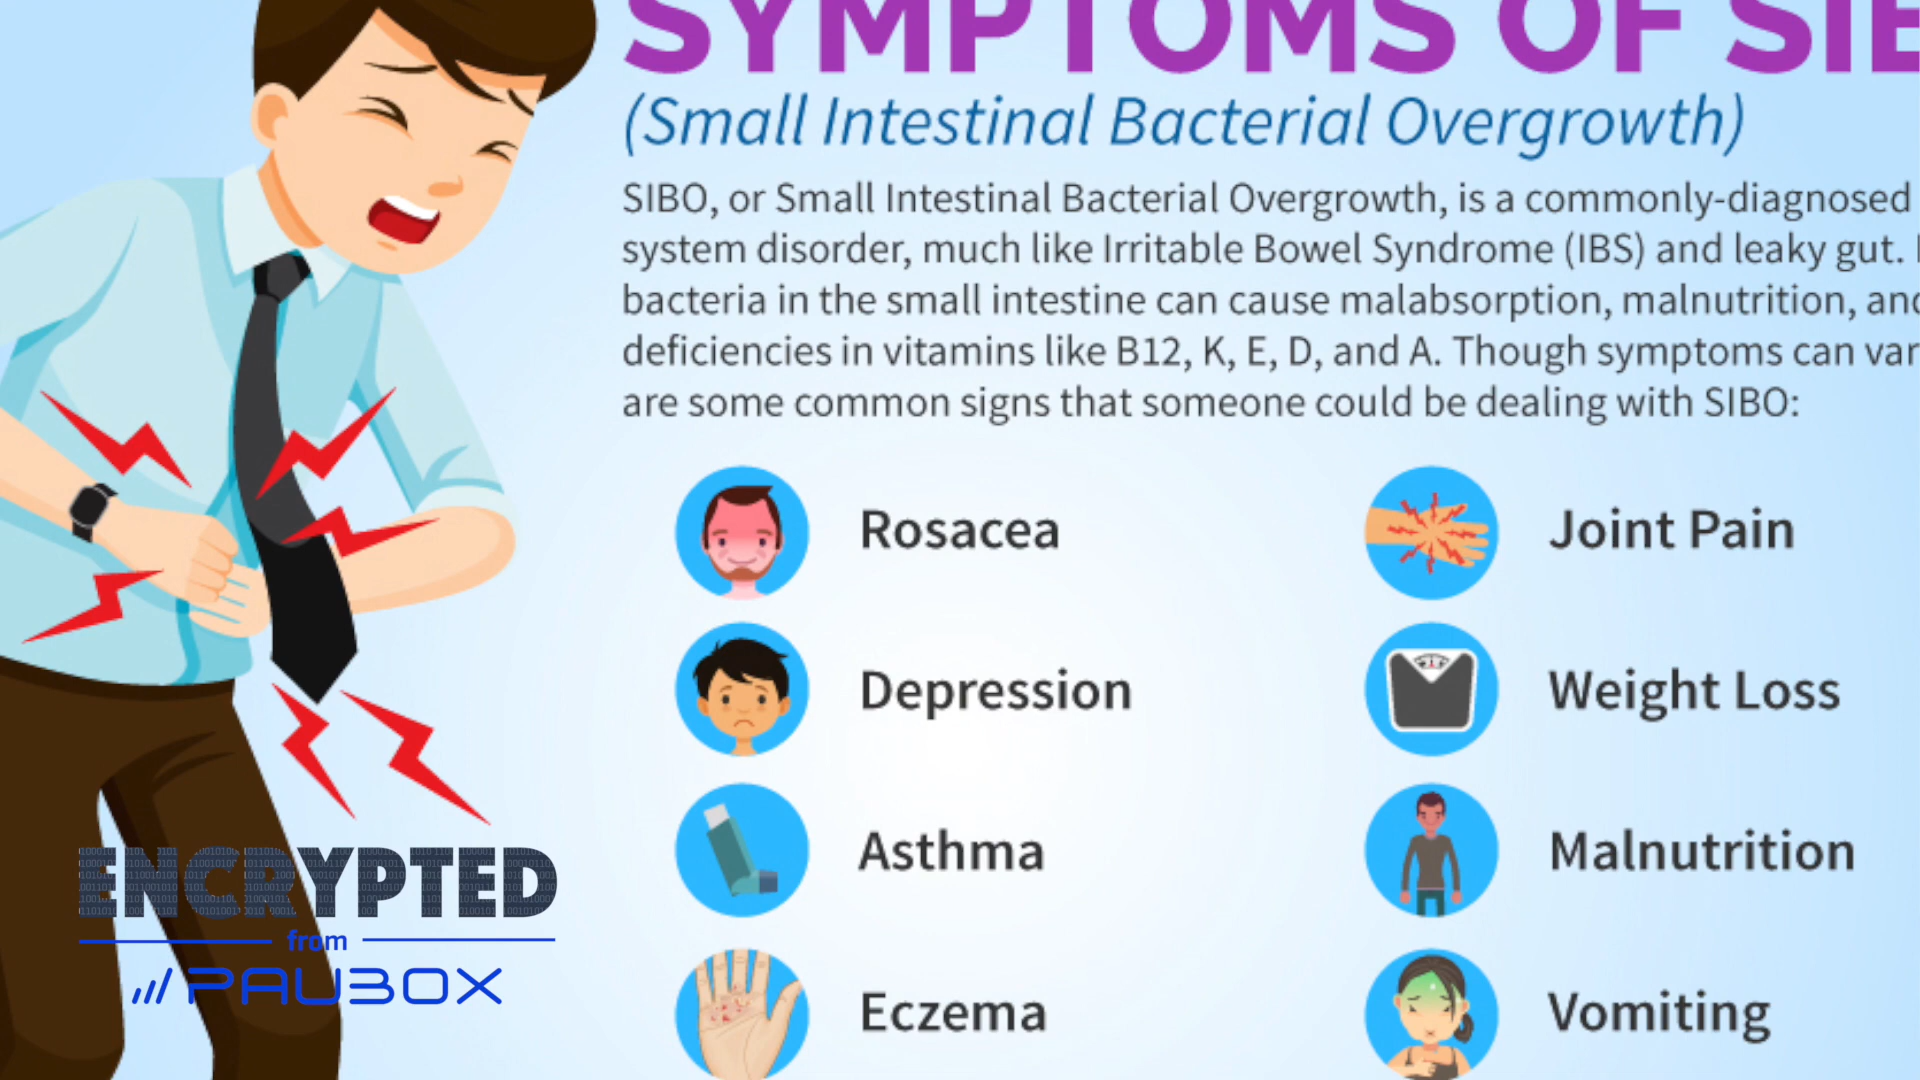 SYMPTOMS OF
(Small Intestinal Bacterial Overgrowth)
SIBO, or Small Intestinal Bacterial Overgrowth, is a commonly-diagnosed
system disorder, much like Irritable Bowel Syndrome (IBS) and leaky gut.
bacteria in the small intestine can cause malabsorption, malnutrition, and
deficiencies in vitamins like B12, K, E, D, and A. Though symptoms can
are some common signs that someone could be dealing with SIBO:
Rosacea
Joint Pain
Depression
Weight Loss
Asthma
Malnutrition
Eczema
Vomiting
ENCRYPTED
from
PAUBOX